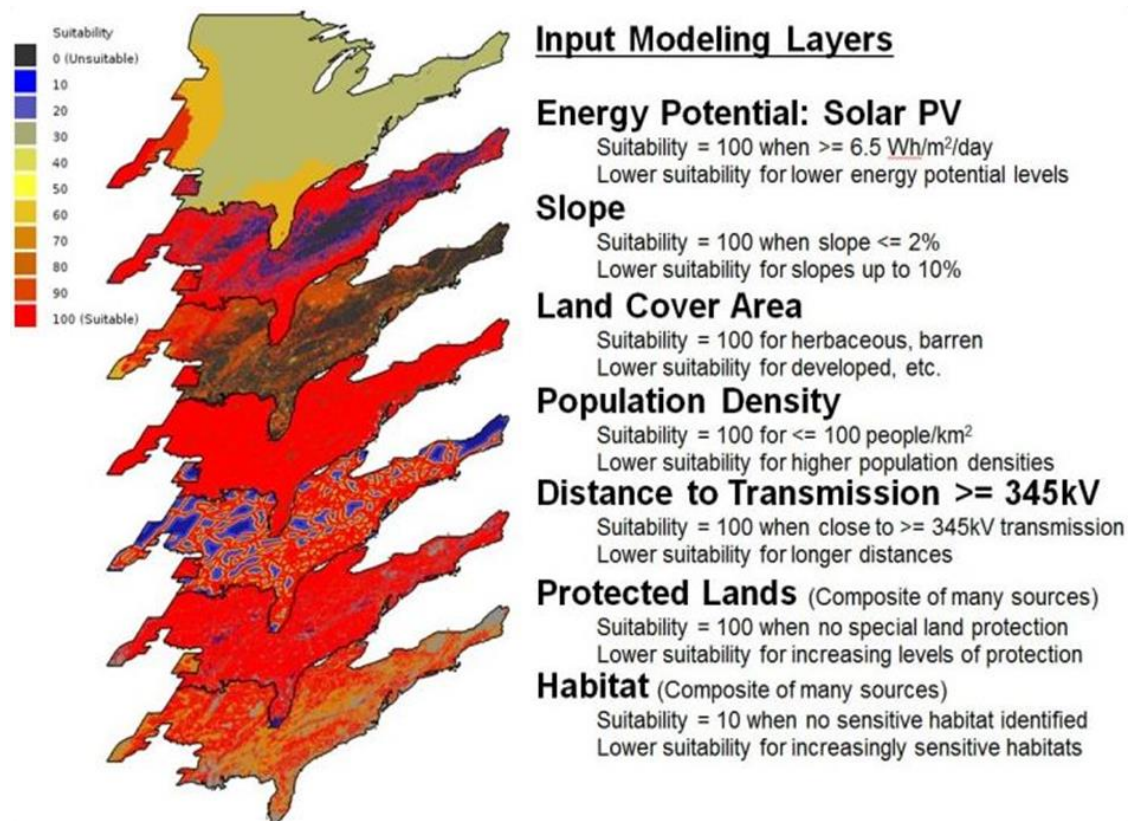 Suitability
0 (Unsuitable)
10
20
30
40
50
60
70
80
90
100 (Suitable)
Input Modeling Layers
Energy Potential: Solar PV
Suitability = 100 when >= 6.5 Wh/m²/day
Lower suitability for lower energy potential levels
Slope
Suitability = 100 when slope <= 2%
Lower suitability for slopes up to 10%
Land Cover Area
Suitability = 100 for herbaceous, barren
Lower suitability for developed, etc.
Population Density
Suitability = 100 for <= 100 people/km²
Lower suitability for higher population densities
Distance to Transmission >= 345kV
Suitability = 100 when close to >= 345kV transmission
Lower suitability for longer distances
Protected Lands (Composite of many sources)
Suitability = 100 when no special land protection
Lower suitability for increasing levels of protection
Habitat (Composite of many sources)
Suitability = 10 when no sensitive habitat identified
Lower suitability for increasingly sensitive habitats